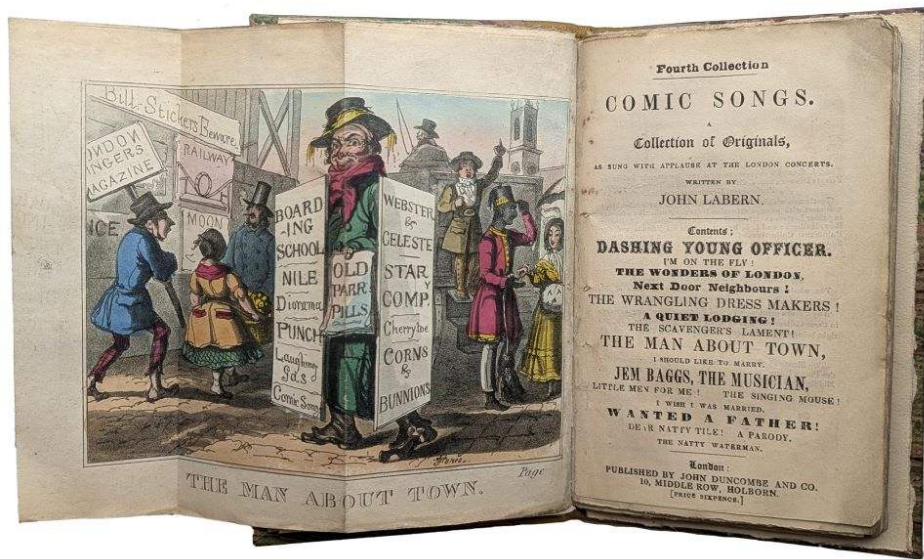 Bill-Stickers Beware
ONDON
INGERS
MAGAZINE
RAILWAY
MOON
NCE
BOARD
-ING
SCHOOL
NILE
Diorama
PUNCH
Laughing
Gas
Comic Song
OLD
PARR
PILLS
WEBSTER
&
CELESTE
STAR
COMPY
Cherrytoe
CORNS
&
BUNNIONS
THE MAN ABOUT TOWN.
Page
Fourth Collection
COMIC SONGS.
A
Collection of Originals,
AS SUNG WITH APPLAUSE AT THE LONDON CONCERTS.
WRITTEN BY
JOHN LABERN.
Contents;
DASHING YOUNG OFFICER.
I'M ON THE FLY!
THE WONDERS OF LONDON,
Next Door Neighbours!
THE WRANGLING DRESS MAKERS!
A QUIET LODGING!
THE SCAVENGER'S LAMENT!
THE MAN ABOUT TOWN,
I SHOULD LIKE TO MARRY.
JEM BAGGS, THE MUSICIAN,
LITTLE MEN FOR ME! THE SINGING MOUSE!
I WISH I WAS MARRIED.
WANTED A FATHER!
DEAR NATTY TILE! A PARODY.
THE NATTY WATERMAN.
London:
PUBLISHED BY JOHN DUNCOMBE AND CO.
10, MIDDLE ROW, HOLBORN.
[PRICE SIXPENCE.]